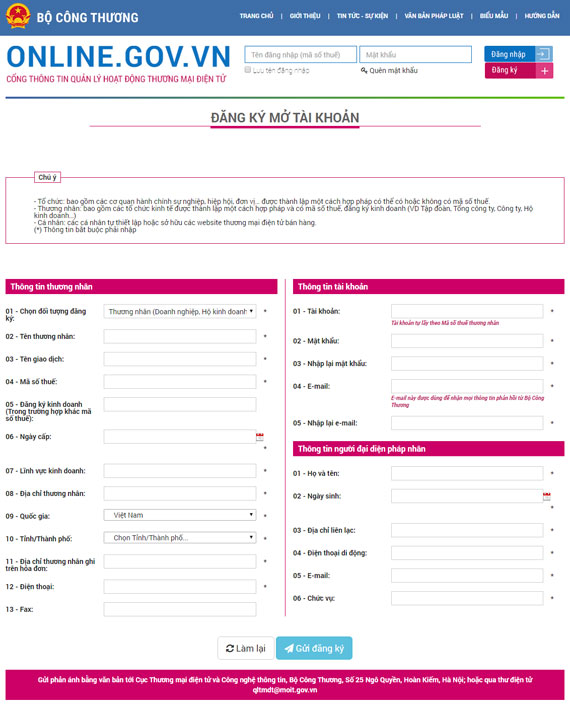 BỘ CÔNG THƯƠNG
TRANG CHỦ | GIỚI THIỆU | TIN TỨC - SỰ KIỆN | VĂN BẢN PHÁP LUẬT | BIỂU MẪU | HƯỚNG DẪN
ONLINE.GOV.VN
CỔNG THÔNG TIN QUẢN LÝ HOẠT ĐỘNG THƯƠNG MẠI ĐIỆN TỬ
Tên đăng nhập (mã số thuế)
Mật khẩu
Đăng nhập
Lưu tên đăng nhập
Quên mật khẩu
Đăng ký
ĐĂNG KÝ MỞ TÀI KHOẢN
Chú ý
- Tổ chức: bao gồm các cơ quan hành chính sự nghiệp, hiệp hội, đơn vị... được thành lập một cách hợp pháp có thể có hoặc không có mã số thuế.
- Thương nhân: bao gồm các tổ chức kinh tế được thành lập một cách hợp pháp và có mã số thuế, đăng ký kinh doanh (VD Tập đoàn, Tổng công ty, Công ty, Hộ
kinh doanh...)
- Cá nhân: các cá nhân tự thiết lập hoặc sở hữu các website thương mại điện tử bán hàng.
(*) Thông tin bắt buộc phải nhập
Thông tin thương nhân
01 - Chọn đối tượng đăng
ký:
Thương nhân (Doanh nghiệp, Hộ kinh doanh *
02 - Tên thương nhân: *
03 - Tên giao dịch: *
04 - Mã số thuế: *
05 - Đăng ký kinh doanh
(Trong trường hợp khác mã
số thuế):
06 - Ngày cấp:
*
07 - Lĩnh vực kinh doanh: *
08 - Địa chỉ thương nhân: *
09 - Quốc gia: Việt Nam *
10 - Tỉnh/Thành phố: Chọn Tỉnh/Thành phố... *
11 - Địa chỉ thương nhân ghi
trên hóa đơn: *
12 - Điện thoại: *
13 - Fax:
Thông tin tài khoản
01 - Tài khoản: *
Tài khoản tự lấy theo Mã số thuế thương nhân
02 - Mật khẩu: *
03 - Nhập lại mật khẩu: *
04 - E-mail: *
E-mail này được dùng để nhận mọi thông tin phản hồi từ Bộ Công
Thương
05 - Nhập lại e-mail: *
Thông tin người đại diện pháp nhân
01 - Họ và tên: *
02 - Ngày sinh:
*
03 - Địa chỉ liên lạc: *
04 - Điện thoại di động: *
05 - E-mail: *
06 - Chức vụ: *
Làm lại
Gửi đăng ký
Gửi phản ánh bằng văn bản tới Cục Thương mại điện tử và Công nghệ thông tin, Bộ Công Thương, Số 25 Ngô Quyền, Hoàn Kiếm, Hà Nội; hoặc qua thư điện tử
qltmdt@moit.gov.vn